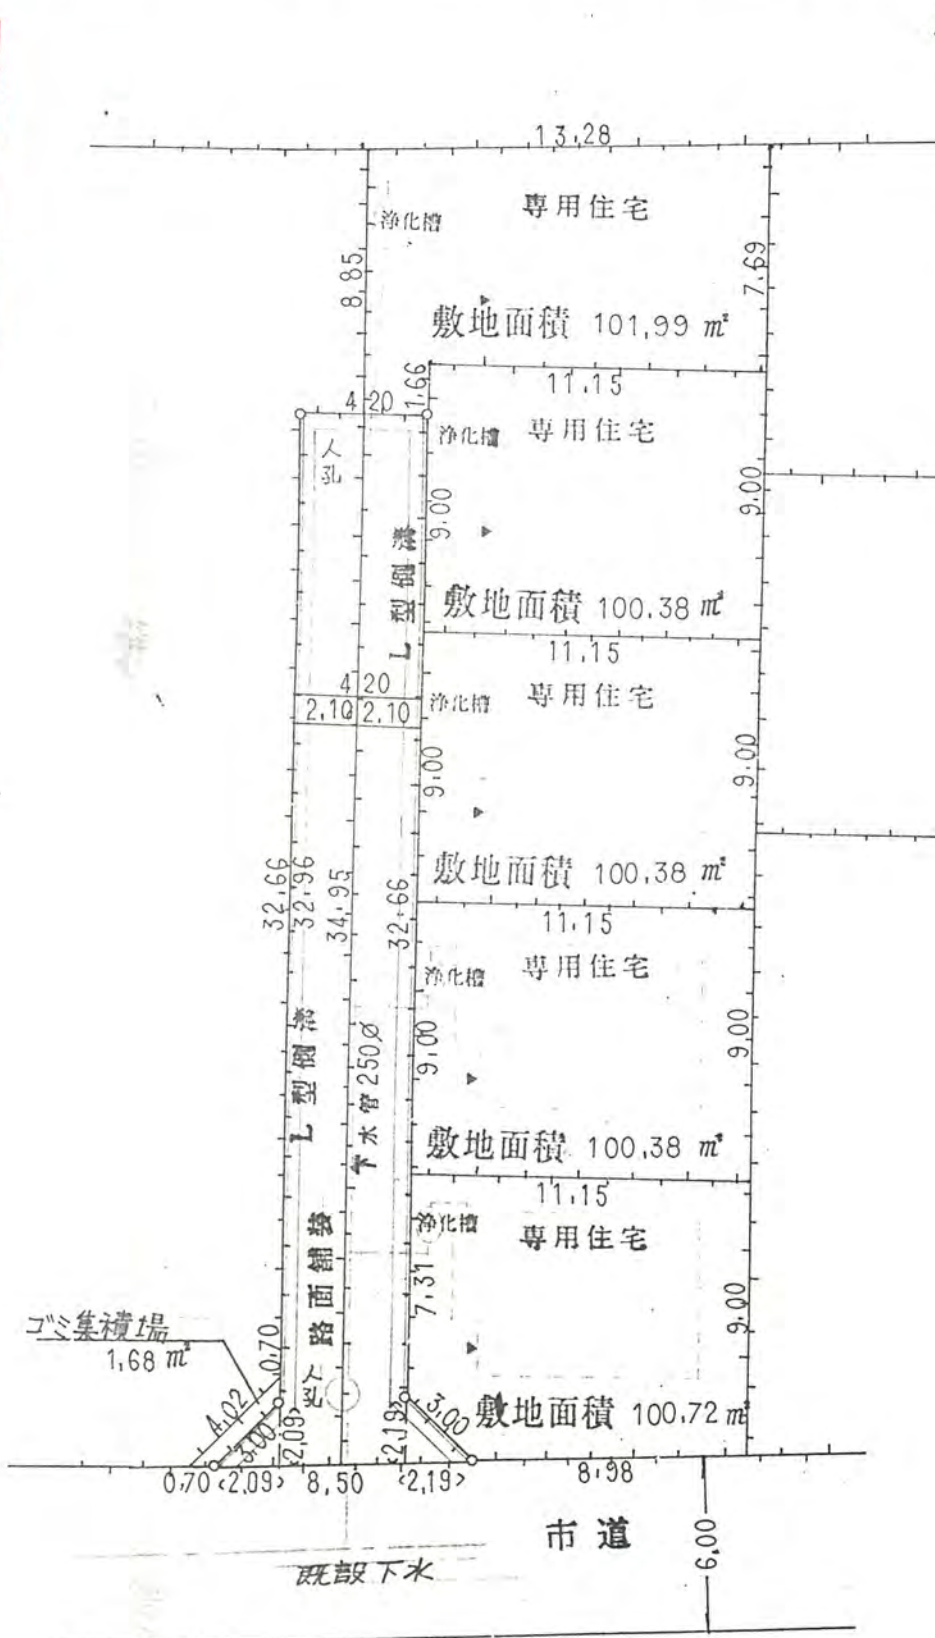 13.28
浄化槽
専用住宅
8.85
7.69
敷地面積 101,99 m²
11.15
1.66
4 20
浄化槽
専用住宅
人孔
9.00
9.00
L型側溝
敷地面積 100.38 m²
11.15
4 20
2,10 2,10
浄化槽
専用住宅
9.00
9.00
敷地面積 100,38 m²
11.15
32.66
32.96
34.95
32.66
浄化槽
専用住宅
L型側溝
下水管250Ø
9.00
9.00
敷地面積 100,38 m²
11.15
浄化槽
専用住宅
路面舗装
7.31
9.00
ゴミ集積場
1,68 m²
0.70
人孔
4.02
3.00
<2.09>
<2.19>
3.00
敷地面積 100,72 m²
0.70 <2,09> 8,50 <2,19> 8.98
市道
6,00
既設下水